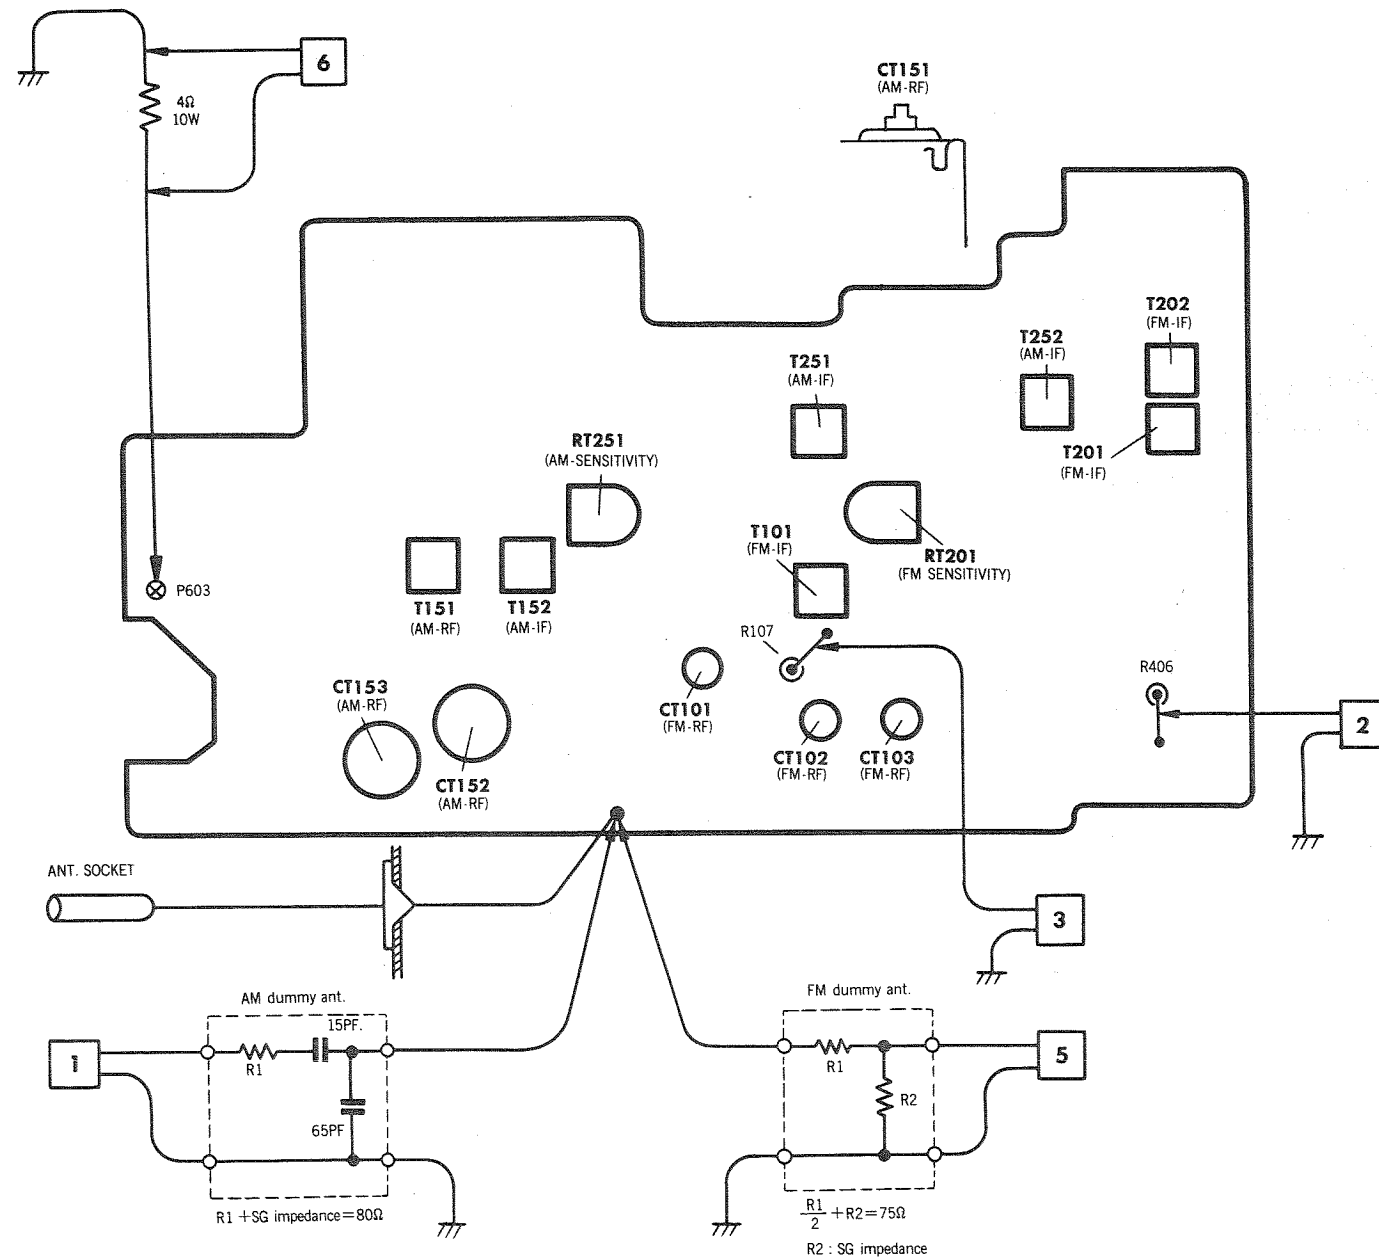 6
4Ω
10W
CT151
(AM-RF)
T202
(FM-IF)
T252
(AM-IF)
T251
(AM-IF)
RT251
(AM-SENSITIVITY)
T201
(FM-IF)
T101
(FM-IF)
RT201
(FM SENSITIVITY)
P603
T151
(AM-RF)
T152
(AM-IF)
R107
R406
CT153
(AM-RF)
CT101
(FM-RF)
2
CT102
(FM-RF)
CT103
(FM-RF)
CT152
(AM-RF)
ANT. SOCKET
3
AM dummy ant.
FM dummy ant.
15PF.
1
R1
65PF
R1
R2
5
R1 +SG impedance=80Ω
R1
2
+R2=75Ω
R2 : SG impedance